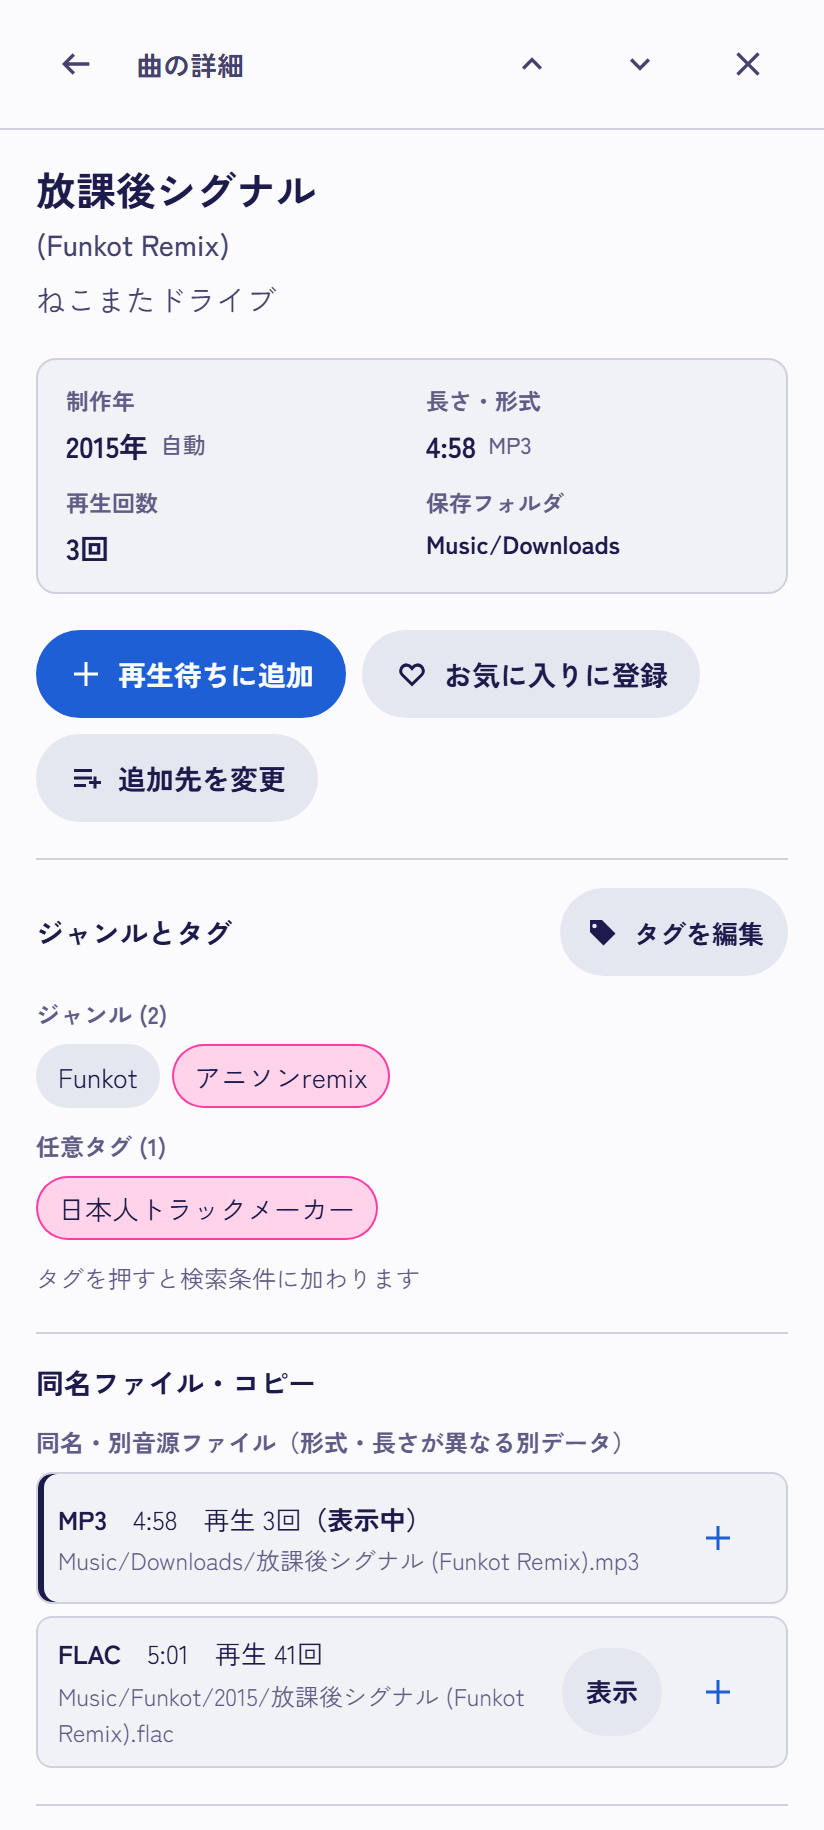 曲の詳細
放課後シグナル
(Funkot Remix)
ねこまたドライブ
制作年
2015年 自動
長さ・形式
4:58 MP3
再生回数
3回
保存フォルダ
Music/Downloads
再生待ちに追加
お気に入りに登録
追加先を変更
ジャンルとタグ
タグを編集
ジャンル (2)
Funkot
アニソンremix
任意タグ (1)
日本人トラックメーカー
タグを押すと検索条件に加わります
同名ファイル・コピー
同名・別音源ファイル（形式・長さが異なる別データ）
MP3 4:58 再生 3回（表示中）
Music/Downloads/放課後シグナル (Funkot Remix).mp3
FLAC 5:01 再生 41回
Music/Funkot/2015/放課後シグナル (Funkot
Remix).flac
表示